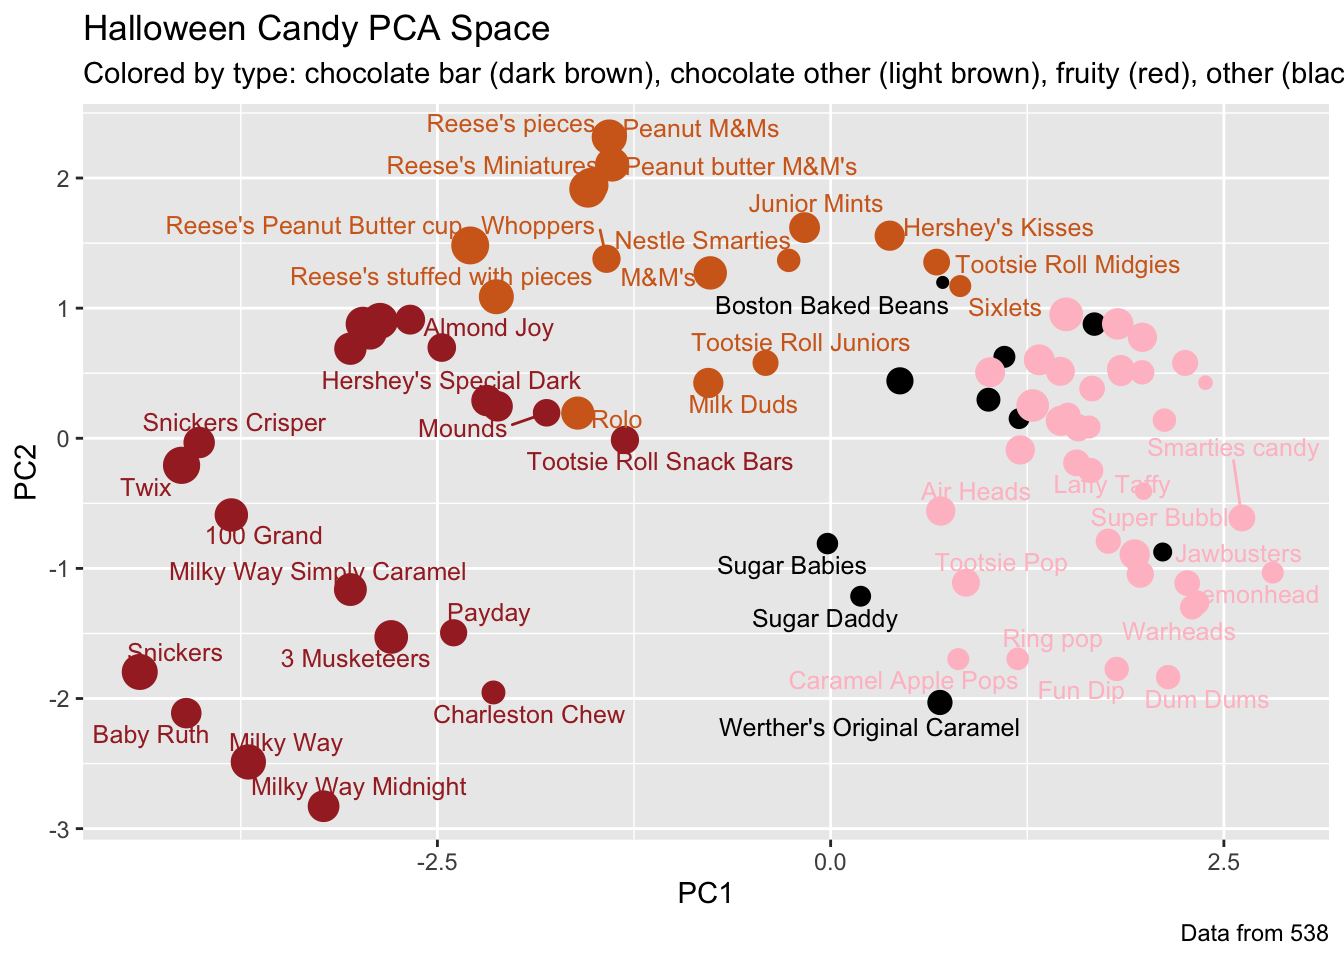 Halloween Candy PCA Space
Colored by type: chocolate bar (dark brown), chocolate other (light brown), fruity (red), other (blac
Reese's pieces
Peanut M&Ms
Reese's Miniatures
Peanut butter M&M's
Junior Mints
Reese's Peanut Butter cup
Whoppers
Hershey's Kisses
Nestle Smarties
Reese's stuffed with pieces
M&M's
Tootsie Roll Midgies
Boston Baked Beans
Sixlets
Almond Joy
Tootsie Roll Juniors
Hershey's Special Dark
Milk Duds
Snickers Crisper
Mounds
Rolo
Smarties candy
Tootsie Roll Snack Bars
Twix
Air Heads
Laffy Taffy
100 Grand
Super Bubbl
Milky Way Simply Caramel
Sugar Babies
Tootsie Pop
Jawbusters
Payday
Sugar Daddy
emonhead
Snickers
3 Musketeers
Ring pop
Warheads
Caramel Apple Pops
Fun Dip
Dum Dums
Baby Ruth
Charleston Chew
Milky Way
Werther's Original Caramel
Milky Way Midnight
2
1
0
-1
-2
-3
PC2
-2.5
0.0
2.5
PC1
Data from 538